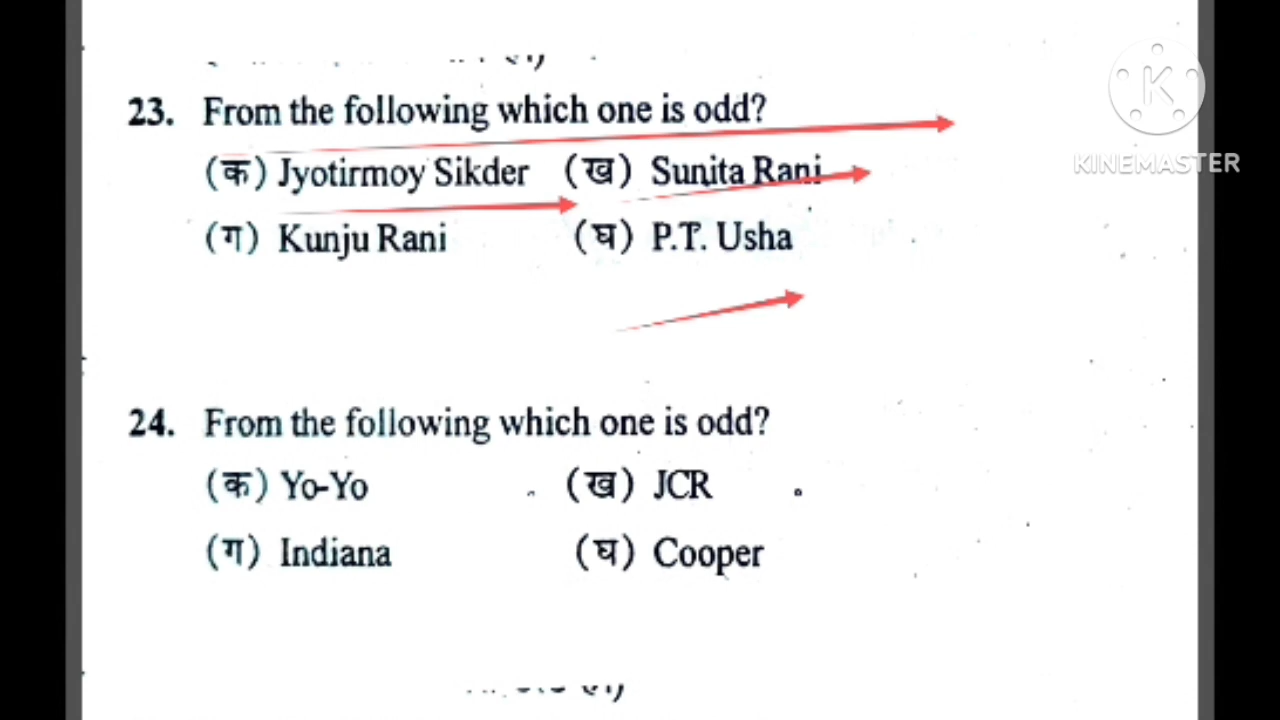 K
KINEMASTER
23. From the following which one is odd?
(क) Jyotirmoy Sikder (ख) Sunita Rani
(ग) Kunju Rani (घ) P.T. Usha
24. From the following which one is odd?
(क) Yo-Yo (ख) JCR
(ग) Indiana (घ) Cooper